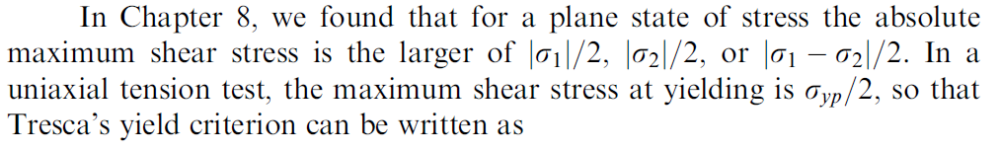 In Chapter 8, we found that for a plane state of stress the absolute
maximum shear stress is the larger of |σ₁|/2, |σ₂|/2, or |σ₁ − σ₂|/2. In a
uniaxial tension test, the maximum shear stress at yielding is σyp/2, so that
Tresca’s yield criterion can be written as